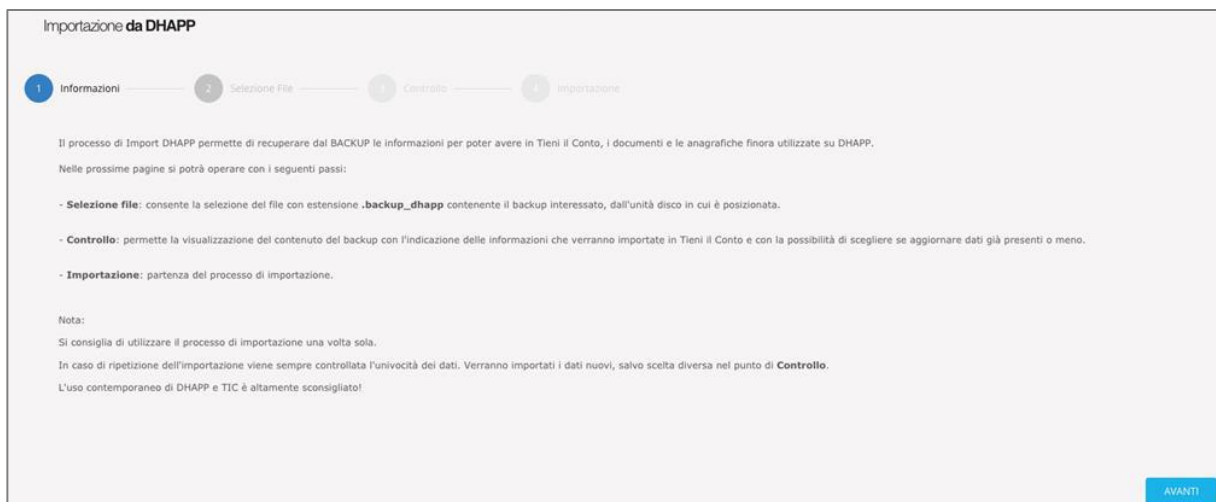 Importazione da DHAPP
1 Informazioni 2 Selezione File 3 Controllo 4 Importazione
Il processo di Import DHAPP permette di recuperare dal BACKUP le informazioni per poter avere in Tieni il Conto, i documenti e le anagrafiche finora utilizzate su DHAPP.
Nelle prossime pagine si potrà operare con i seguenti passi:
- Selezione file: consente la selezione del file con estensione .backup_dhapp contenente il backup interessato, dall'unità disco in cui è posizionata.
- Controllo: permette la visualizzazione del contenuto del backup con l'indicazione delle informazioni che verranno importate in Tieni il Conto e con la possibilità di scegliere se aggiornare dati già presenti o meno.
- Importazione: partenza del processo di importazione.
Nota:
Si consiglia di utilizzare il processo di importazione una volta sola.
In caso di ripetizione dell'importazione viene sempre controllata l'univocità dei dati. Verranno importati i dati nuovi, salvo scelta diversa nel punto di Controllo.
L'uso contemporaneo di DHAPP e TIC è altamente sconsigliato!
AVANTI